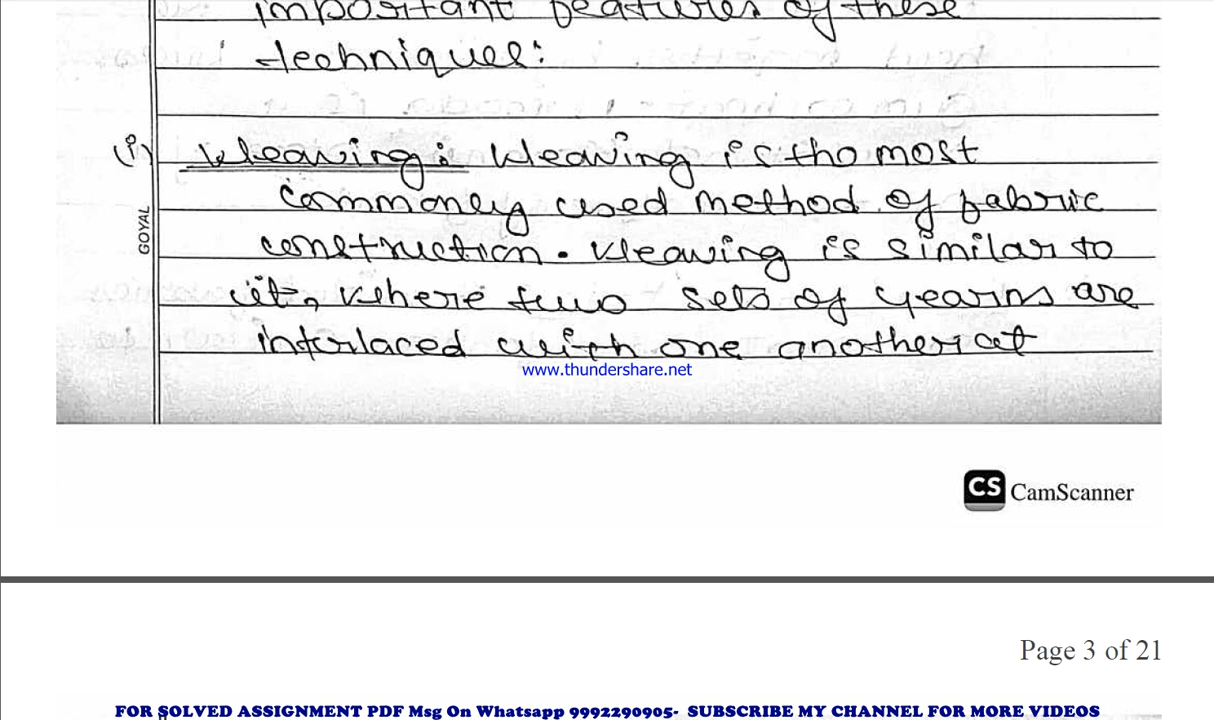 important features of these
techniques:
(i) Weaving: Weaving is the most
commonly used method of fabric
construction. Weaving is similar to
it, where two sets of yearns are
interlaced with one another at
GOYAL
www.thundershare.net
CS CamScanner
Page 3 of 21
FOR SOLVED ASSIGNMENT PDF Msg On Whatsapp 9992290905- SUBSCRIBE MY CHANNEL FOR MORE VIDEOS